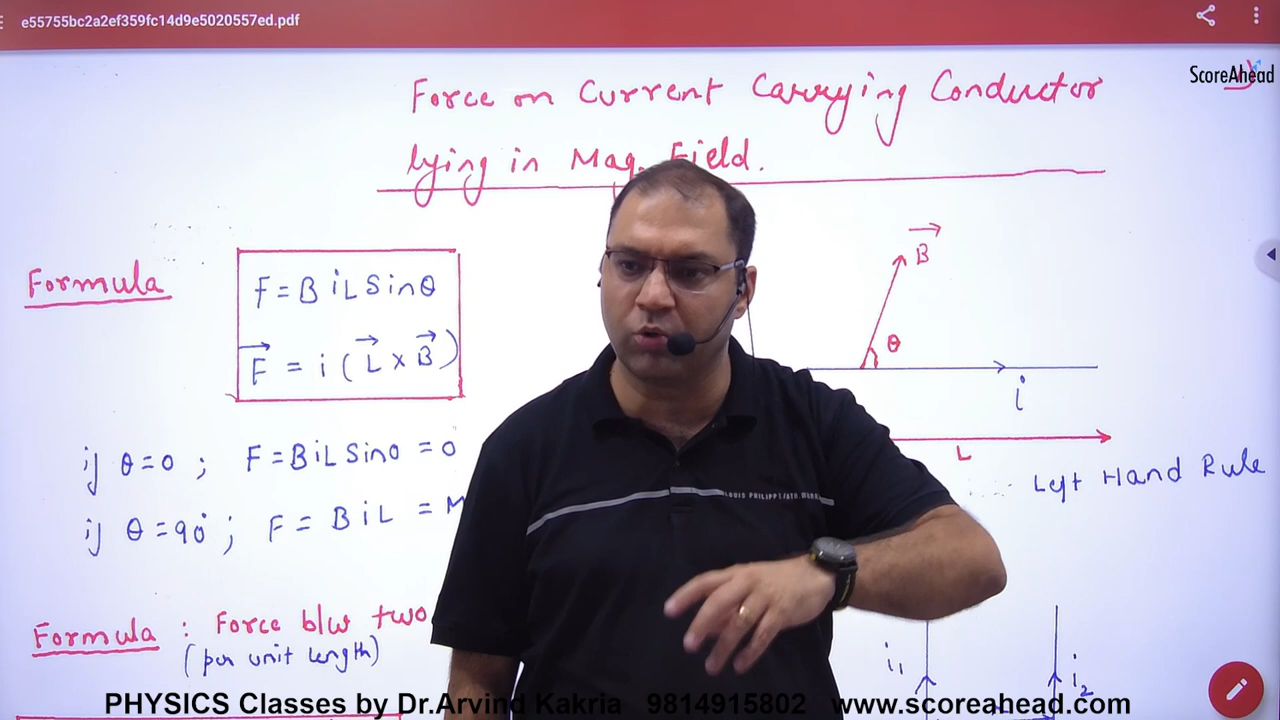 e55755bc2a2ef359fc14d9e5020557ed.pdf
ScoreAhead
Force on Current Carrying Conductor
lying in Mag. Field.
Formula
F = B i L Sinθ
F⃗ = i (L⃗ × B⃗)
B⃗
θ
i
L
Left Hand Rule
if θ = 0 ; F = B i L Sin0 = 0
if θ = 90° ; F = B i L = M
Formula : Force b/w two
(per unit length)
i₁
i₂
LOUIS PHILIPPE
PHYSICS Classes by Dr.Arvind Kakria 9814915802 www.scoreahead.com